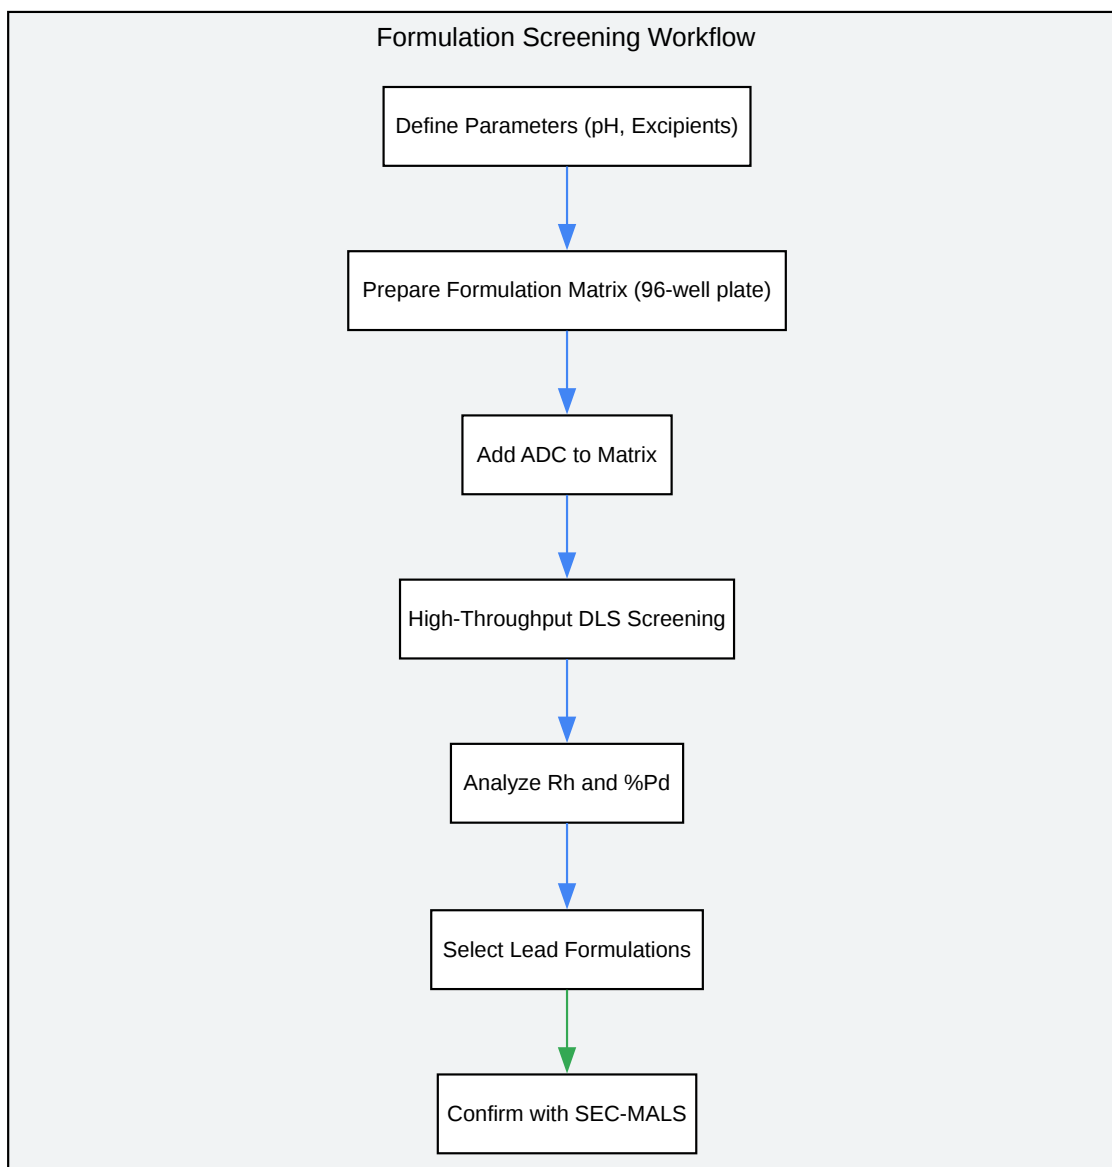 Formulation Screening Workflow
Define Parameters (pH, Excipients)
Prepare Formulation Matrix (96-well plate)
Add ADC to Matrix
High-Throughput DLS Screening
Analyze Rh and %Pd
Select Lead Formulations
Confirm with SEC-MALS